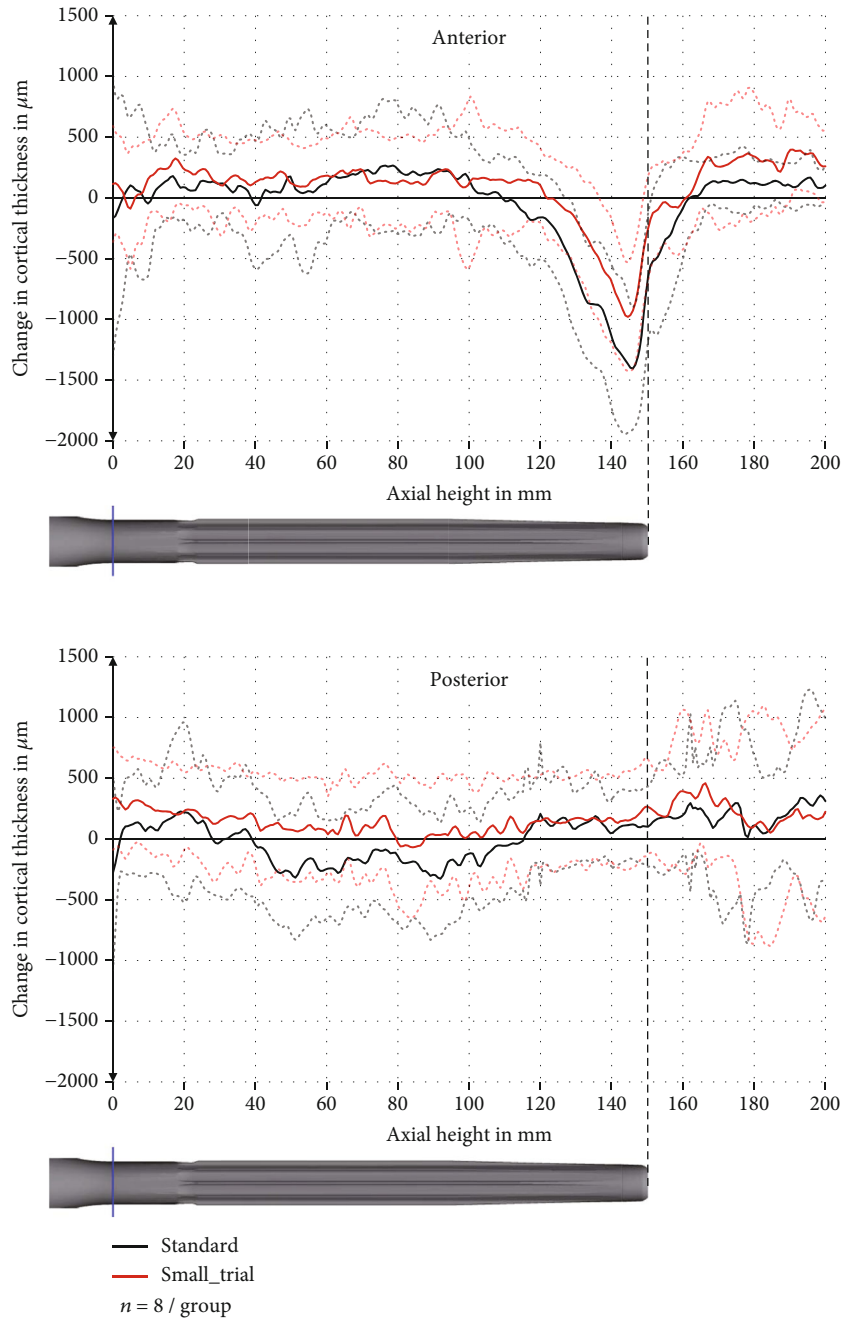 Anterior
Change in cortical thickness in μm
1500
1000
500
0
−500
−1000
−1500
−2000
0 20 40 60 80 100 120 140 160 180 200
Axial height in mm
Posterior
Change in cortical thickness in μm
1500
1000
500
0
−500
−1000
−1500
−2000
0 20 40 60 80 100 120 140 160 180 200
Axial height in mm
Standard
Small_trial
n = 8 / group